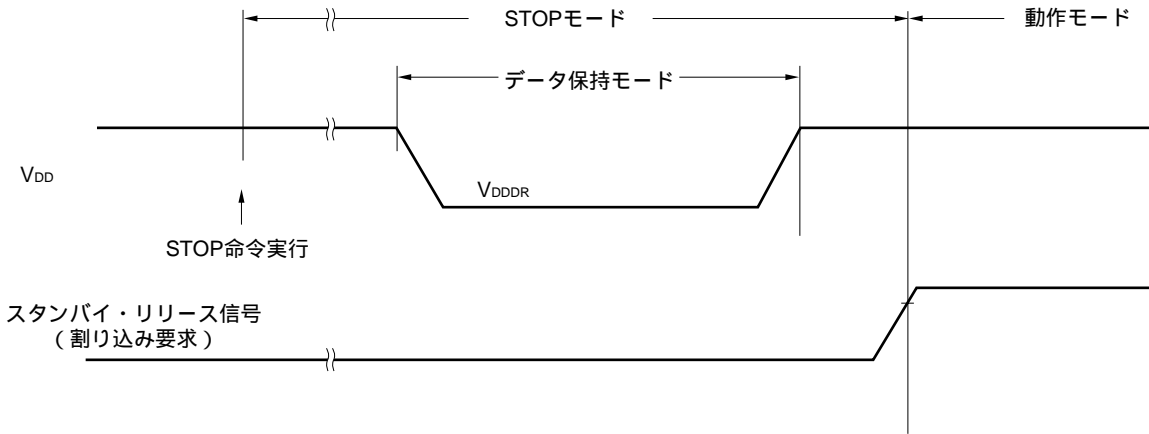 STOPモード
動作モード
データ保持モード
VDD
VDDDR
STOP命令実行
スタンバイ・リリース信号
(割り込み要求)